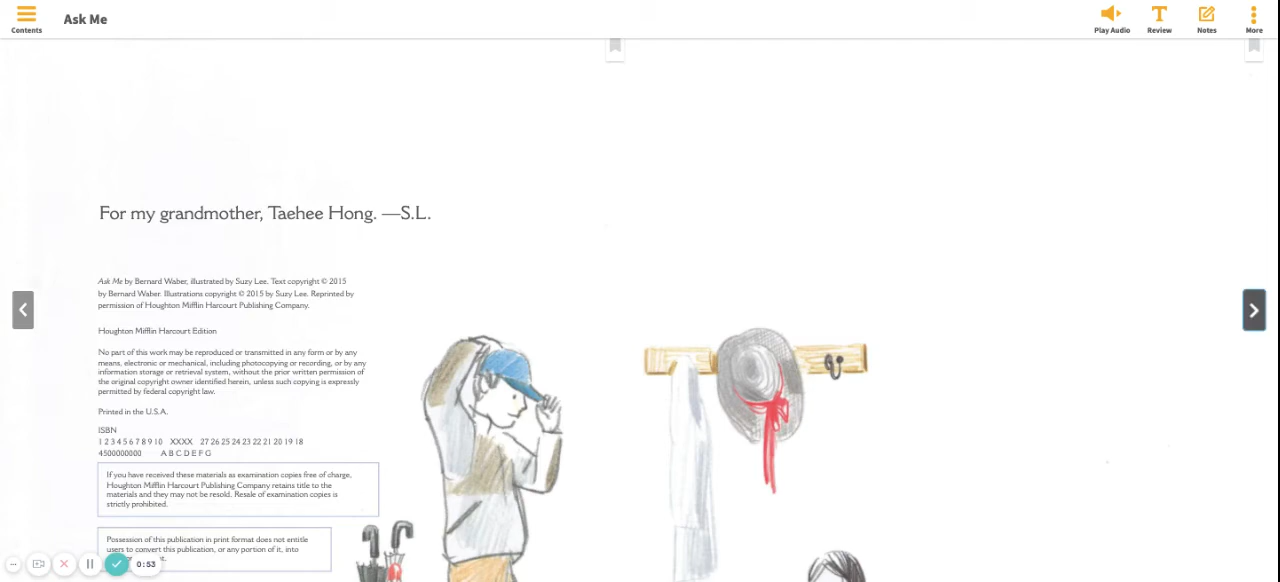 Contents
Ask Me
Play Audio
Review
Notes
More
For my grandmother, Taehee Hong. —S.L.
Ask Me by Bernard Waber, illustrated by Suzy Lee. Text copyright © 2015
by Bernard Waber. Illustrations copyright © 2015 by Suzy Lee. Reprinted by
permission of Houghton Mifflin Harcourt Publishing Company.
Houghton Mifflin Harcourt Edition
No part of this work may be reproduced or transmitted in any form or by any
means, electronic or mechanical, including photocopying or recording, or by any
information storage or retrieval system, without the prior written permission of
the original copyright owner identified herein, unless such copying is expressly
permitted by federal copyright law.
Printed in the U.S.A.
ISBN
1 2 3 4 5 6 7 8 9 10 XXXX 27 26 25 24 23 22 21 20 19 18
4500000000 A B C D E F G
If you have received these materials as examination copies free of charge,
Houghton Mifflin Harcourt Publishing Company retains title to the
materials and they may not be resold. Resale of examination copies is
strictly prohibited.
Possession of this publication in print format does not entitle
users to convert this publication, or any portion of it, into
0:53